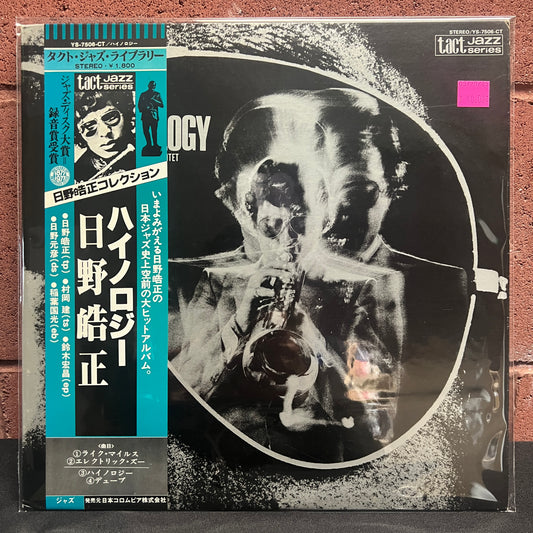 YS-7506-CT/ハイノロジー
タクト・ジャズ・ライブラリー
STEREO・¥1,800
tact JAZZ series
ジャズ・ディスク大賞=
録音賞受賞
日野皓正コレクション
いまよみがえる日野皓正の
日本ジャズ史上空前の大ヒットアルバム。
ハイノロジー
日野皓正
●日野皓正(tp) ●村岡 建(ts) ●鈴木宏昌(ep)
●日野元彦(ds) ●稲葉国光(eb)
〈曲目〉
①ライク・マイルス
②エレクトリック・ズー
③ハイノロジー
④デュープ
ジャズ
発売元日本コロムビア株式会社
STEREO/YS-7506-CT
tact JAZZ series
OGY
TET